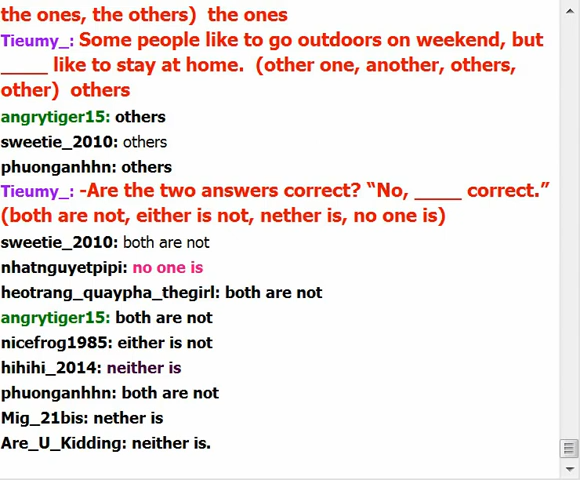 the ones, the others)  the ones
Tieumy_: Some people like to go outdoors on weekend, but
____ like to stay at home.  (other one, another, others,
other)  others
angrytiger15: others
sweetie_2010: others
phuonganhhn: others
Tieumy_: -Are the two answers correct? “No, ____ correct.”
(both are not, either is not, nether is, no one is)
sweetie_2010: both are not
nhatnguyetpipi: no one is
heotrang_quaypha_thegirl: both are not
angrytiger15: both are not
nicefrog1985: either is not
hihihi_2014: neither is
phuonganhhn: both are not
Mig_21bis: nether is
Are_U_Kidding: neither is.